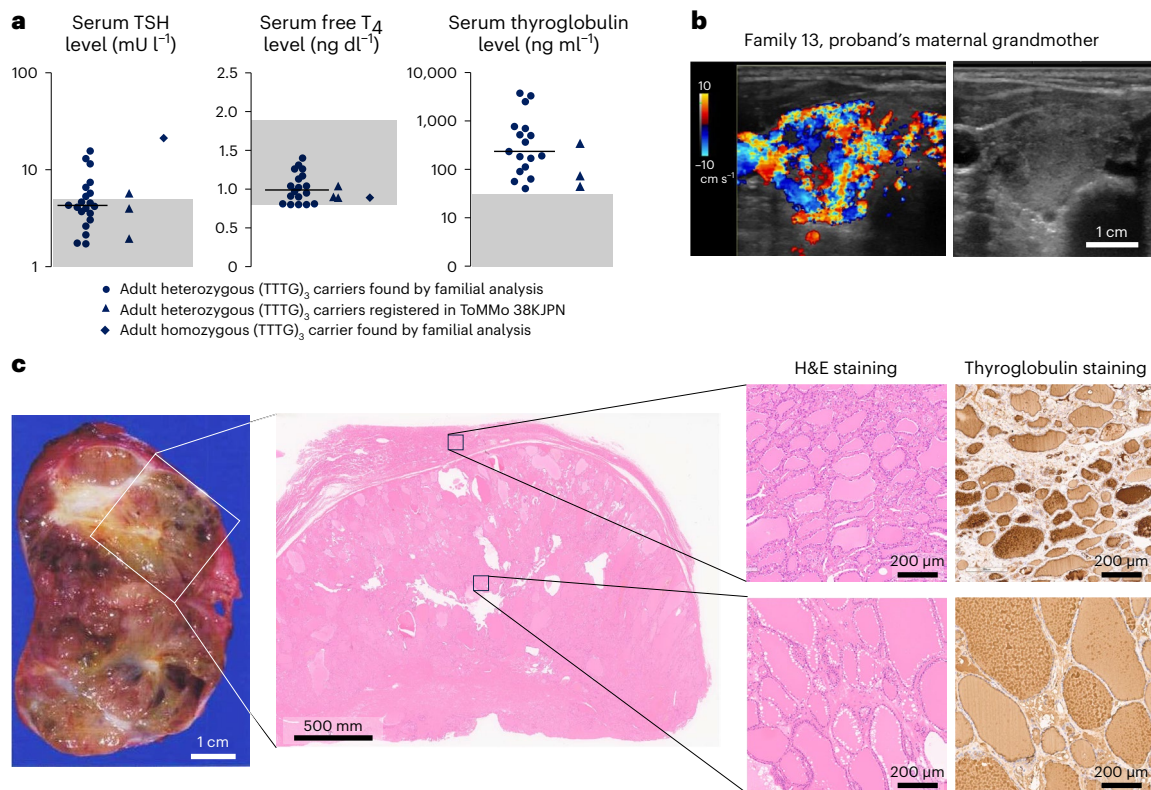 a
Serum TSH
level (mU l⁻¹)
Serum free T₄
level (ng dl⁻¹)
Serum thyroglobulin
level (ng ml⁻¹)
100
10
1
2.5
2.0
1.5
1.0
0.5
0
10,000
1,000
100
10
0
Adult heterozygous (TTTG)₃ carriers found by familial analysis
Adult heterozygous (TTTG)₃ carriers registered in ToMMo 38KJPN
Adult homozygous (TTTG)₃ carrier found by familial analysis
b
Family 13, proband's maternal grandmother
10
–10
cm s⁻¹
1 cm
c
H&E staining
Thyroglobulin staining
1 cm
500 mm
200 µm
200 µm
200 µm
200 µm